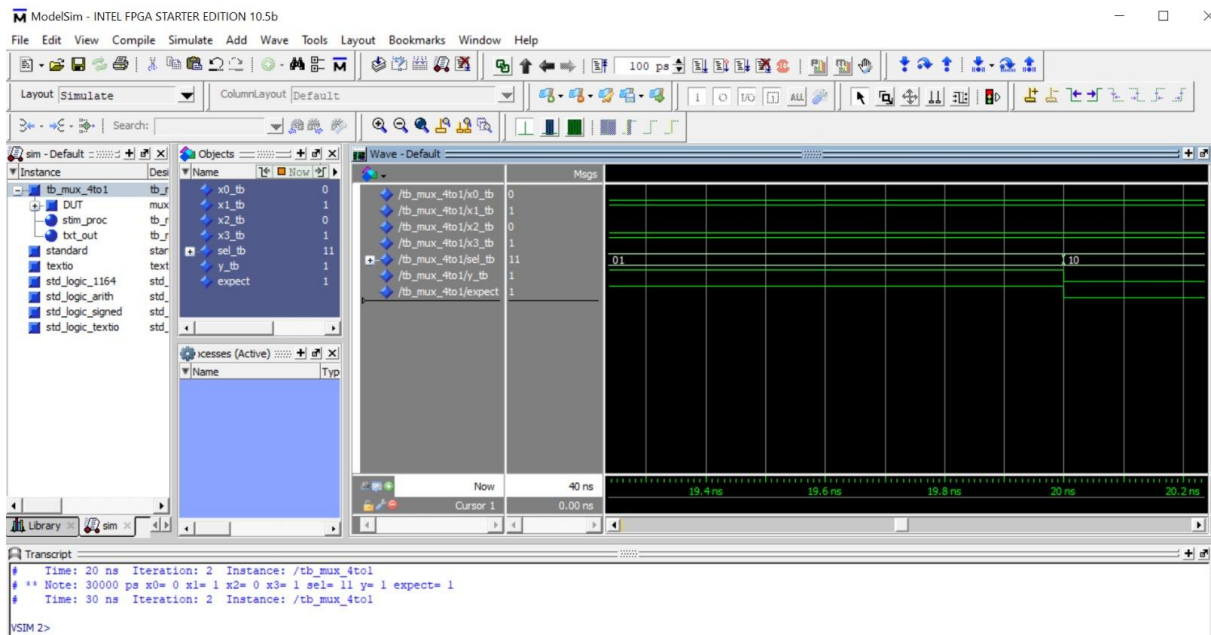 ModelSim - INTEL FPGA STARTER EDITION 10.5b
File Edit View Compile Simulate Add Wave Tools Layout Bookmarks Window Help
100 ps
Layout Simulate
ColumnLayout Default
ALL
Search:
sim - Default
Instance Desi
tb_mux_4to1 tb_r
DUT mux
stim_proc tb_r
txt_out tb_r
standard star
textio text
std_logic_1164 std_
std_logic_arith std_
std_logic_signed std_
std_logic_textio std_
Library sim
Objects
Name Now
x0_tb 0
x1_tb 1
x2_tb 0
x3_tb 1
sel_tb 11
y_tb 1
expect 1
ocesses (Active)
Name Typ
Wave - Default
Msgs
/tb_mux_4to1/x0_tb 0
/tb_mux_4to1/x1_tb 1
/tb_mux_4to1/x2_tb 0
/tb_mux_4to1/x3_tb 1
/tb_mux_4to1/sel_tb 11 01 10
/tb_mux_4to1/y_tb 1
/tb_mux_4to1/expect 1
Now 40 ns 19.4 ns 19.6 ns 19.8 ns 20 ns 20.2 ns
Cursor 1 0.00 ns
Transcript
# Time: 20 ns Iteration: 2 Instance: /tb_mux_4to1
# ** Note: 30000 ps x0= 0 x1= 1 x2= 0 x3= 1 sel= 11 y= 1 expect= 1
# Time: 30 ns Iteration: 2 Instance: /tb_mux_4to1
VSIM 2>